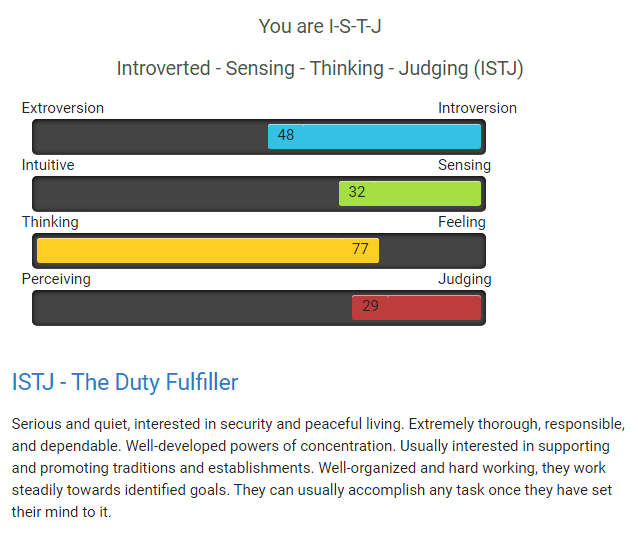 You are I-S-T-J
Introverted - Sensing - Thinking - Judging (ISTJ)
Extroversion Introversion
48
Intuitive Sensing
32
Thinking Feeling
77
Perceiving Judging
29
ISTJ - The Duty Fulfiller
Serious and quiet, interested in security and peaceful living. Extremely thorough, responsible,
and dependable. Well-developed powers of concentration. Usually interested in supporting
and promoting traditions and establishments. Well-organized and hard working, they work
steadily towards identified goals. They can usually accomplish any task once they have set
their mind to it.